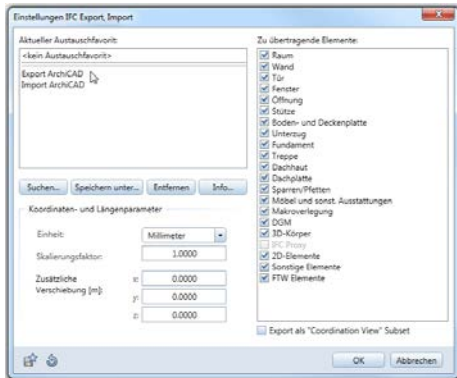 Einstellungen IFC Export, Import
Aktueller Austauschfavorit:
<kein Austauschfavorit>
Export ArchiCAD
Import ArchiCAD
Suchen...
Speichern unter...
Entfernen
Info...
Koordinaten- und Längenparameter
Einheit:
Millimeter
Skalierungsfaktor:
1.0000
Zusätzliche
Verschiebung [m]:
x:
0.0000
y:
0.0000
z:
0.0000
Zu übertragende Elemente:
Raum
Wand
Tür
Fenster
Öffnung
Stütze
Boden- und Deckenplatte
Unterzug
Fundament
Treppe
Dachhaut
Dachplatte
Sparren/Pfetten
Möbel und sonst. Ausstattungen
Makroverlegung
DGM
3D-Körper
IFC Proxy
2D-Elemente
Sonstige Elemente
FTW Elemente
Export als "Coordination View" Subset
OK
Abbrechen